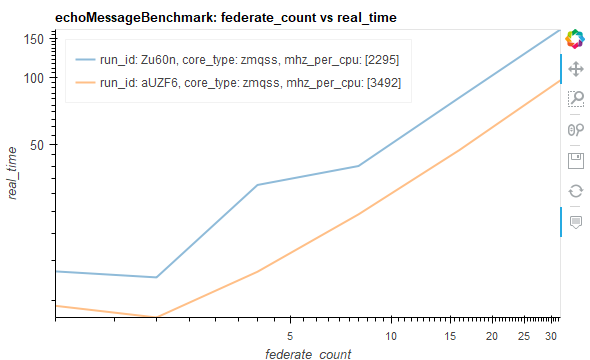 echoMessageBenchmark: federate_count vs real_time
run_id: Zu60n, core_type: zmqss, mhz_per_cpu: [2295]
run_id: aUZF6, core_type: zmqss, mhz_per_cpu: [3492]
150
100
50
real_time
5 10 15 20 25 30
federate_count